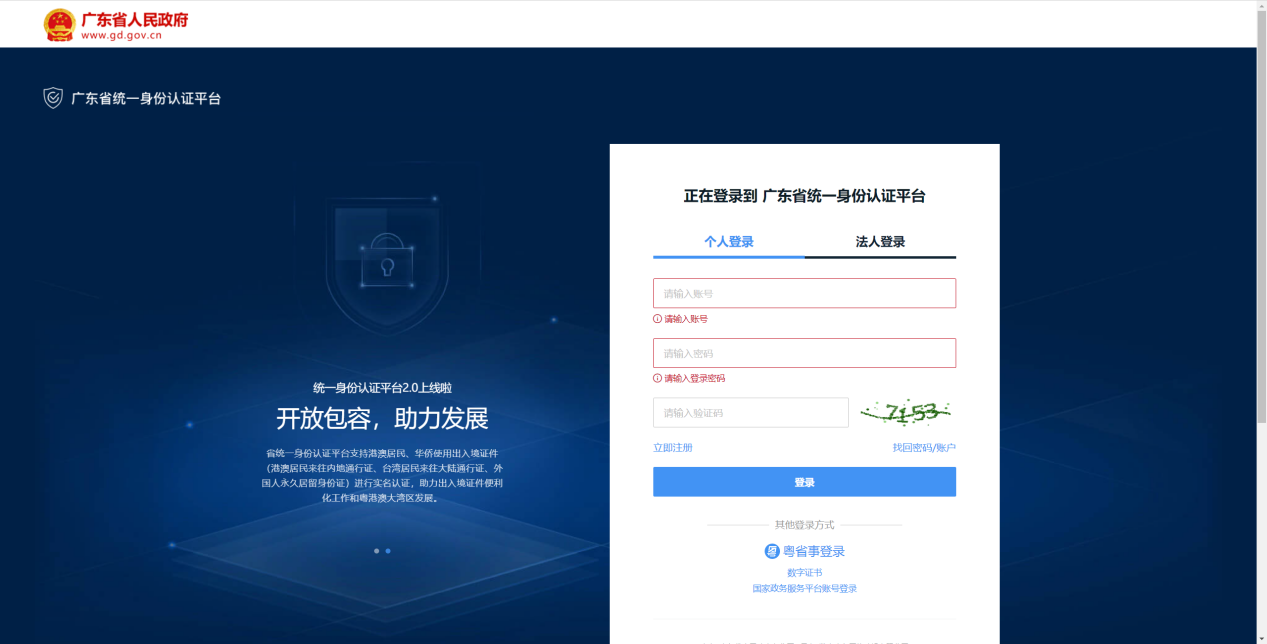 广东省人民政府
www.gd.gov.cn
广东省统一身份认证平台
统一身份认证平台2.0上线啦
开放包容，助力发展
省统一身份认证平台支持港澳居民、华侨使用出入境证件
（港澳居民来往内地通行证、台湾居民来往大陆通行证、外
国人永久居留身份证）进行实名认证，助力出入境证件便利
化工作和粤港澳大湾区发展。
正在登录到 广东省统一身份认证平台
个人登录 法人登录
请输入账号
请输入账号
请输入密码
请输入登录密码
请输入验证码 7153
立即注册 找回密码/账户
登录
其他登录方式
粤省事登录
数字证书
国家政务服务平台账号登录